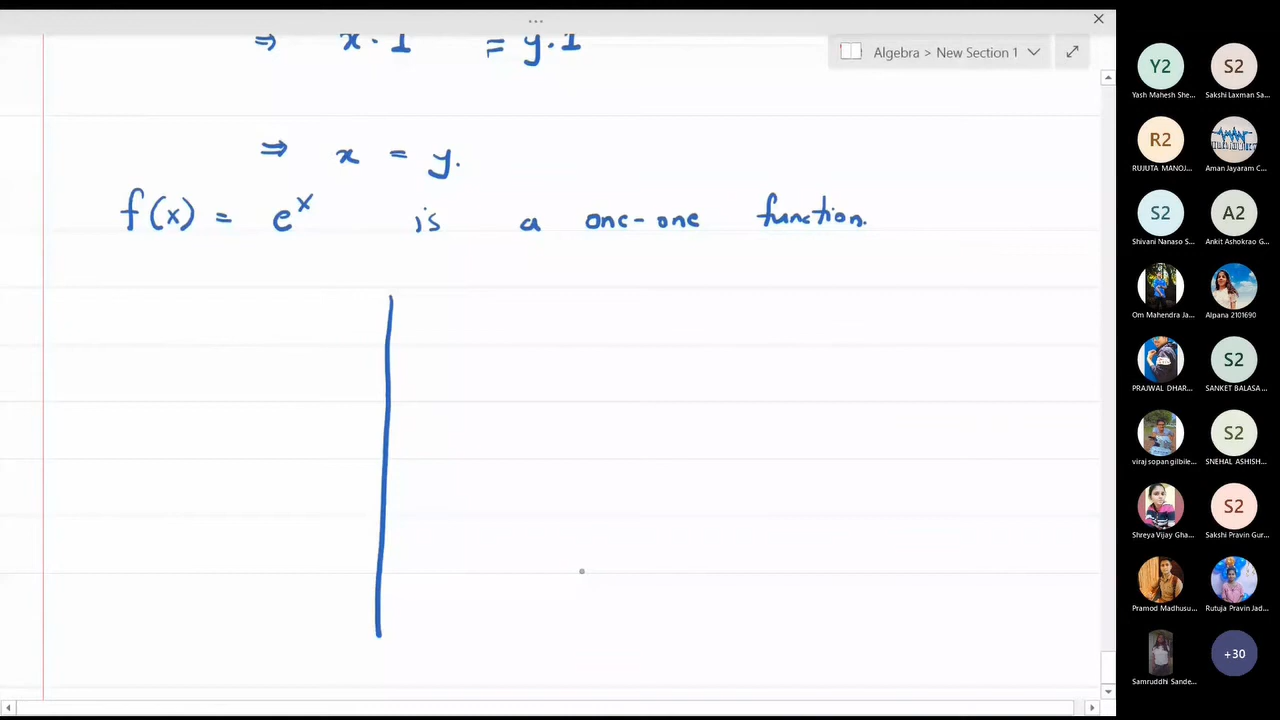 ⇒ x · 1 = y · 1
Algebra > New Section 1
⇒ x = y.
f(x) = e^x is a one-one function.
Y2 S2
Yash Mahesh She... Sakshi Laxman Sa...
R2
RUJUTA MANOJ... Aman Jayaram C...
S2 A2
Shivani Nanaso S... Ankit Ashokrao G...
Om Mahendra Ja... Alpana 2101690
S2
PRAJWAL DHAR... SANKET BALASA...
S2
viraj sopan gilbile... SNEHAL ASHISH...
S2
Shreya Vijay Gha... Sakshi Pravin Gur...
Pramod Madhusu... Rutuja Pravin Jad...
+30
Samruddhi Sande...